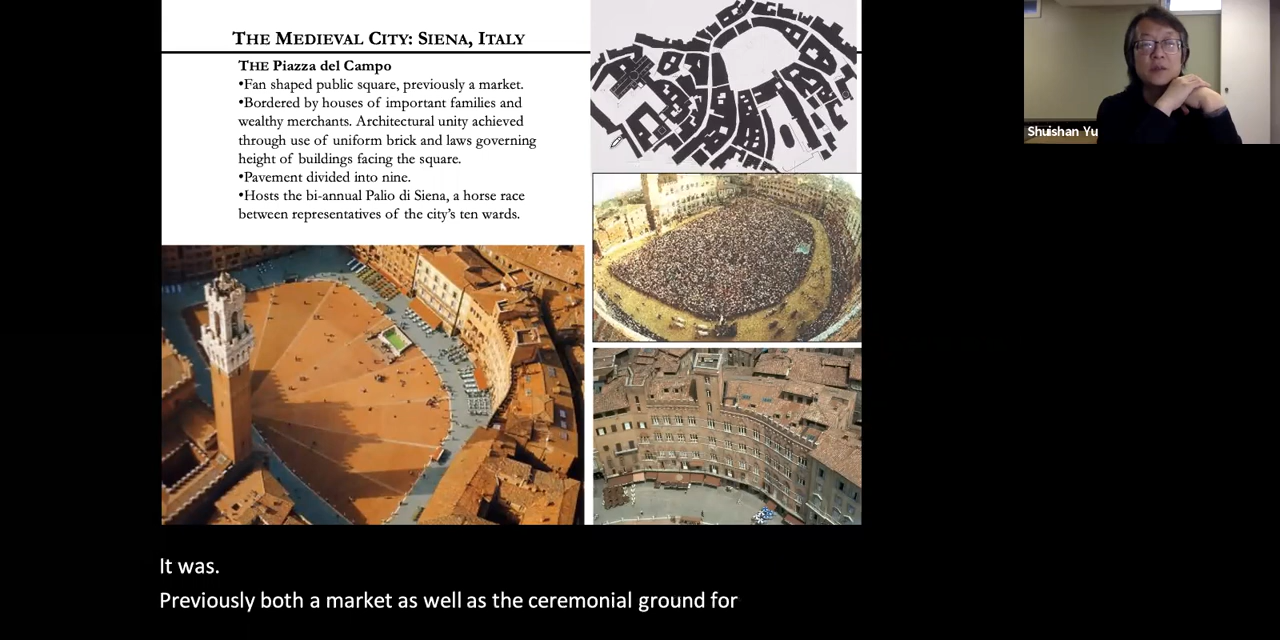 THE MEDIEVAL CITY: SIENA, ITALY
THE Piazza del Campo
•Fan shaped public square, previously a market.
•Bordered by houses of important families and
wealthy merchants. Architectural unity achieved
through use of uniform brick and laws governing
height of buildings facing the square.
•Pavement divided into nine.
•Hosts the bi-annual Palio di Siena, a horse race
between representatives of the city's ten wards.
Shuishan Yu
It was.
Previously both a market as well as the ceremonial ground for